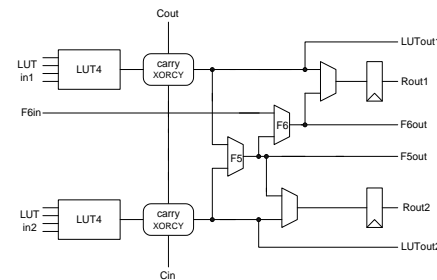 Cout
LUT
in1
LUT4
carry
XORCY
LUTout1
Rout1
F6in
F6
F6out
F5
F5out
LUT
in2
LUT4
carry
XORCY
Rout2
LUTout2
Cin